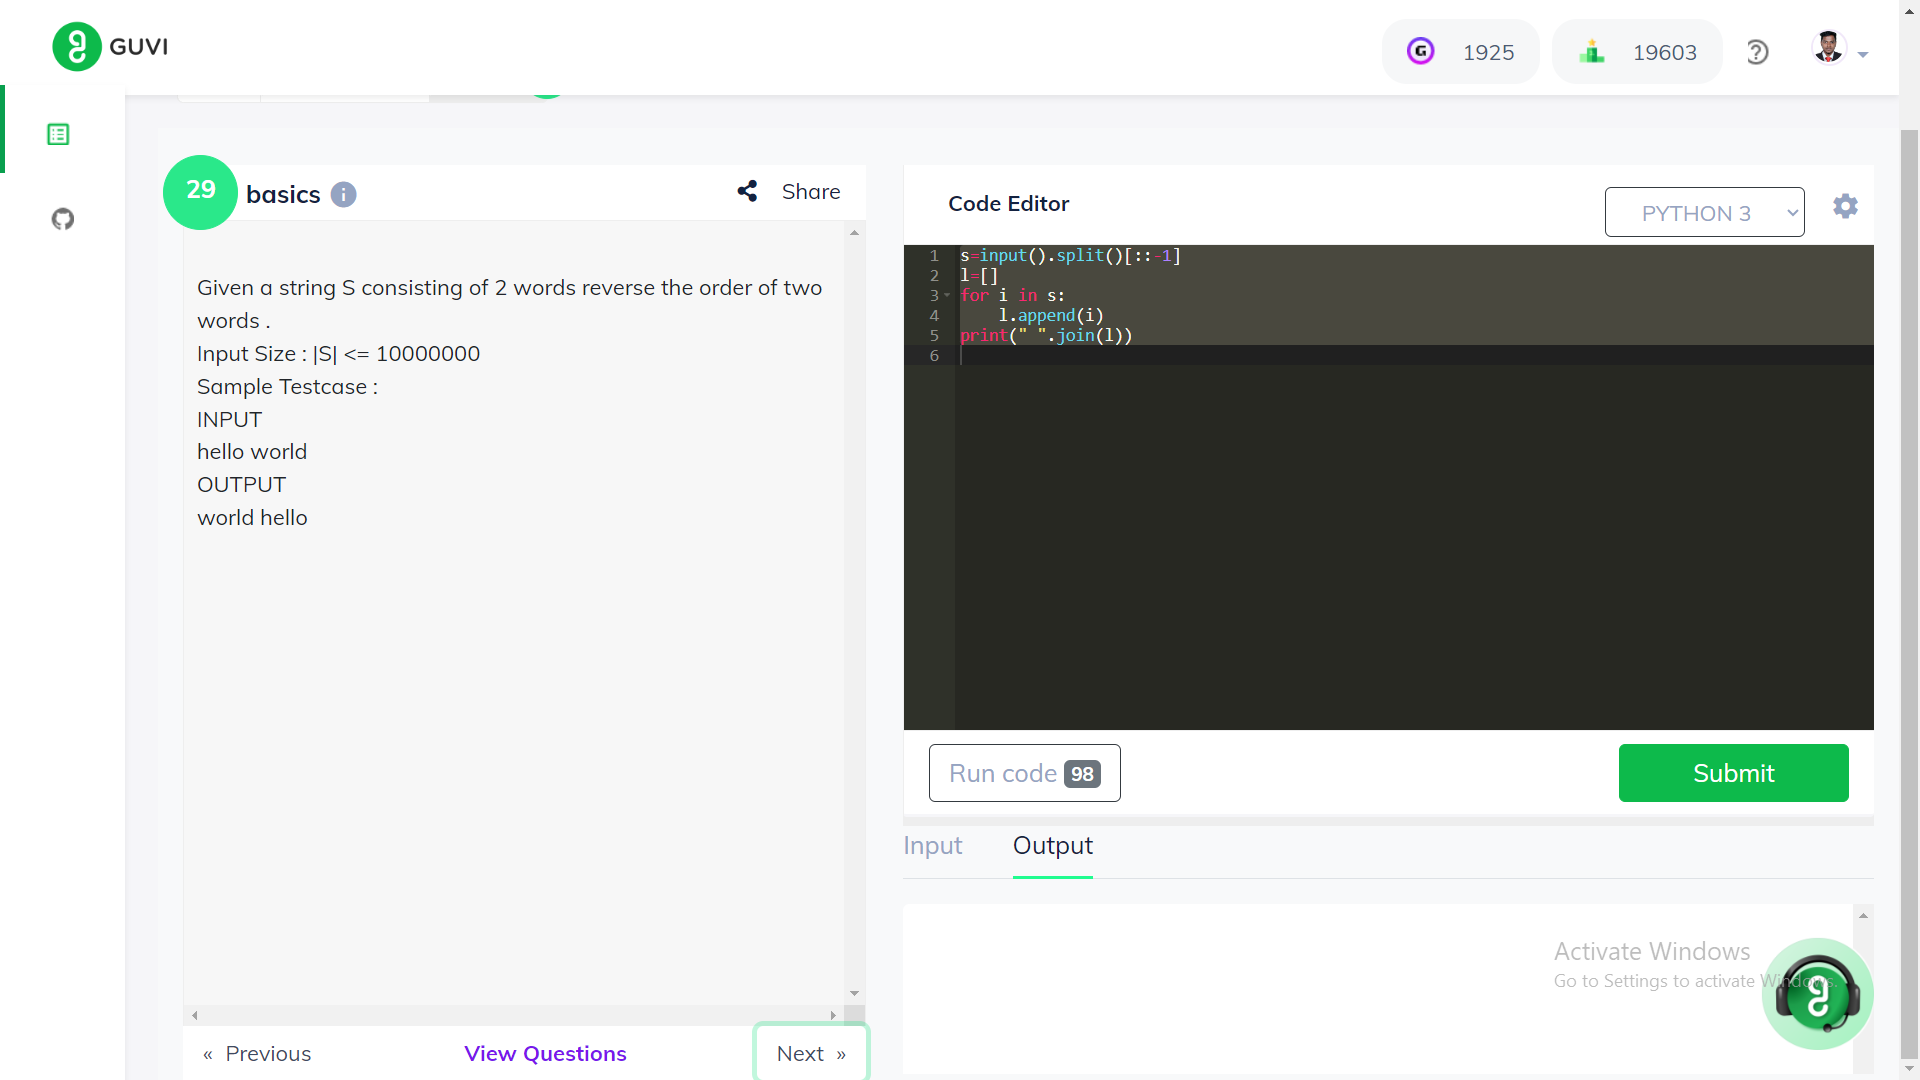 GUVI
1925
19603
29
basics
Share
Given a string S consisting of 2 words reverse the order of two
words .
Input Size : |S| <= 10000000
Sample Testcase :
INPUT
hello world
OUTPUT
world hello
« Previous
View Questions
Next »
Code Editor
PYTHON 3
1 s=input().split()[::-1]
2 l=[]
3 for i in s:
4     l.append(i)
5 print(" ".join(l))
6
Run code 98
Submit
Input
Output
Activate Windows
Go to Settings to activate Windows.